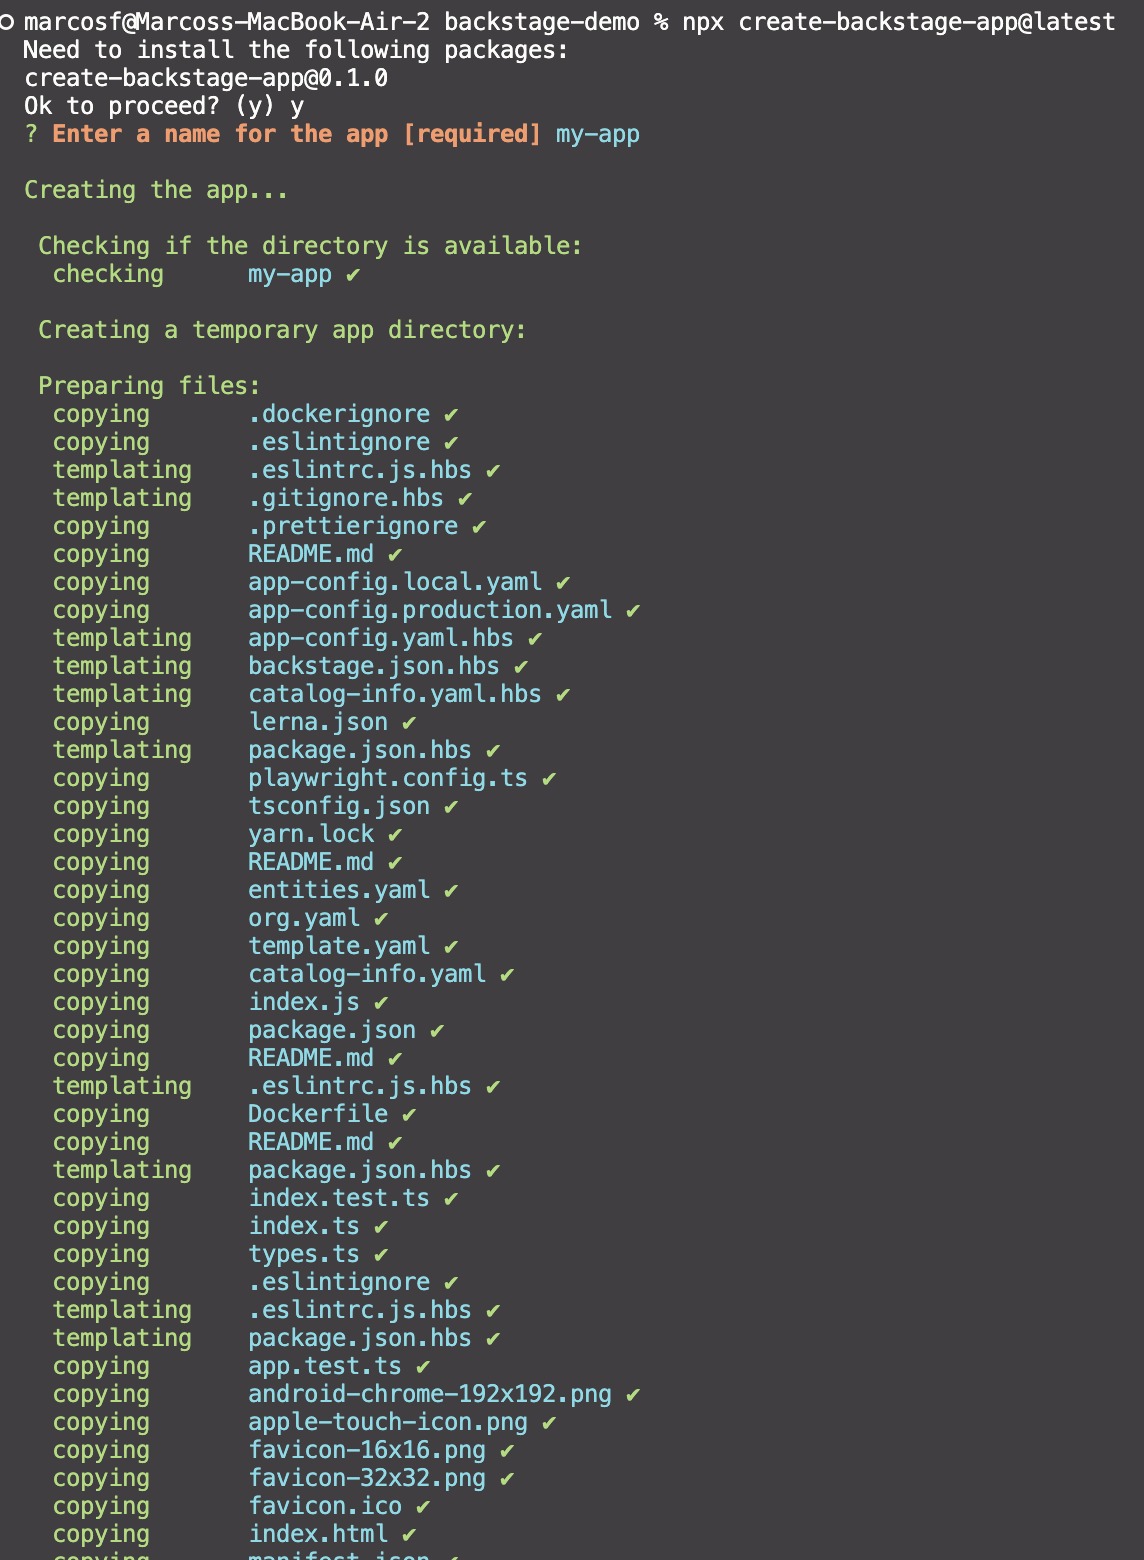 marcosf@Marcoss-MacBook-Air-2 backstage-demo % npx create-backstage-app@latest
Need to install the following packages:
create-backstage-app@0.1.0
Ok to proceed? (y) y
? Enter a name for the app [required] my-app
Creating the app...
Checking if the directory is available:
checking my-app ✔
Creating a temporary app directory:
Preparing files:
copying .dockerignore ✔
copying .eslintignore ✔
templating .eslintrc.js.hbs ✔
templating .gitignore.hbs ✔
copying .prettierignore ✔
copying README.md ✔
copying app-config.local.yaml ✔
copying app-config.production.yaml ✔
templating app-config.yaml.hbs ✔
templating backstage.json.hbs ✔
templating catalog-info.yaml.hbs ✔
copying lerna.json ✔
templating package.json.hbs ✔
copying playwright.config.ts ✔
copying tsconfig.json ✔
copying yarn.lock ✔
copying README.md ✔
copying entities.yaml ✔
copying org.yaml ✔
copying template.yaml ✔
copying catalog-info.yaml ✔
copying index.js ✔
copying package.json ✔
copying README.md ✔
templating .eslintrc.js.hbs ✔
copying Dockerfile ✔
copying README.md ✔
templating package.json.hbs ✔
copying index.test.ts ✔
copying index.ts ✔
copying types.ts ✔
copying .eslintignore ✔
templating .eslintrc.js.hbs ✔
templating package.json.hbs ✔
copying app.test.ts ✔
copying android-chrome-192x192.png ✔
copying apple-touch-icon.png ✔
copying favicon-16x16.png ✔
copying favicon-32x32.png ✔
copying favicon.ico ✔
copying index.html ✔
copying manifest.json ✔